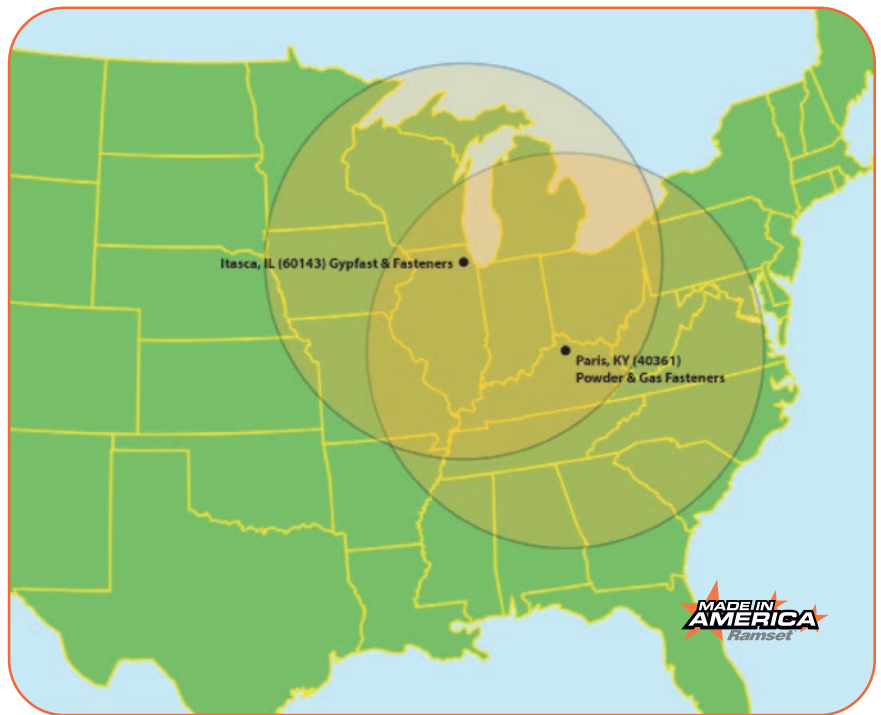 Itasca, IL (60143) Gypfast & Fasteners
Paris, KY (40361)
Powder & Gas Fasteners
MADE IN
AMERICA
Ramset